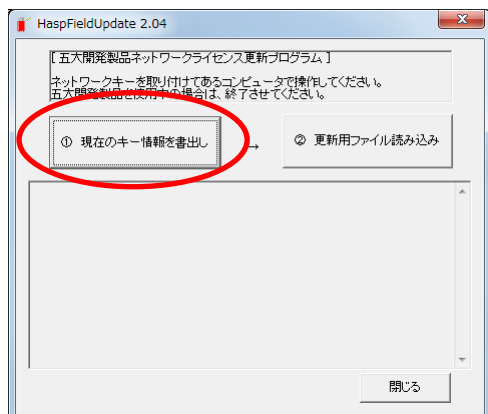 HaspFieldUpdate 2.04
[ 五大開発製品ネットワークライセンス更新プログラム ]
ネットワークキーを取り付けてあるコンピュータで操作してください。
五大開発製品を使用中の場合は、終了させてください。
① 現在のキー情報を書出し → ② 更新用ファイル読み込み
閉じる